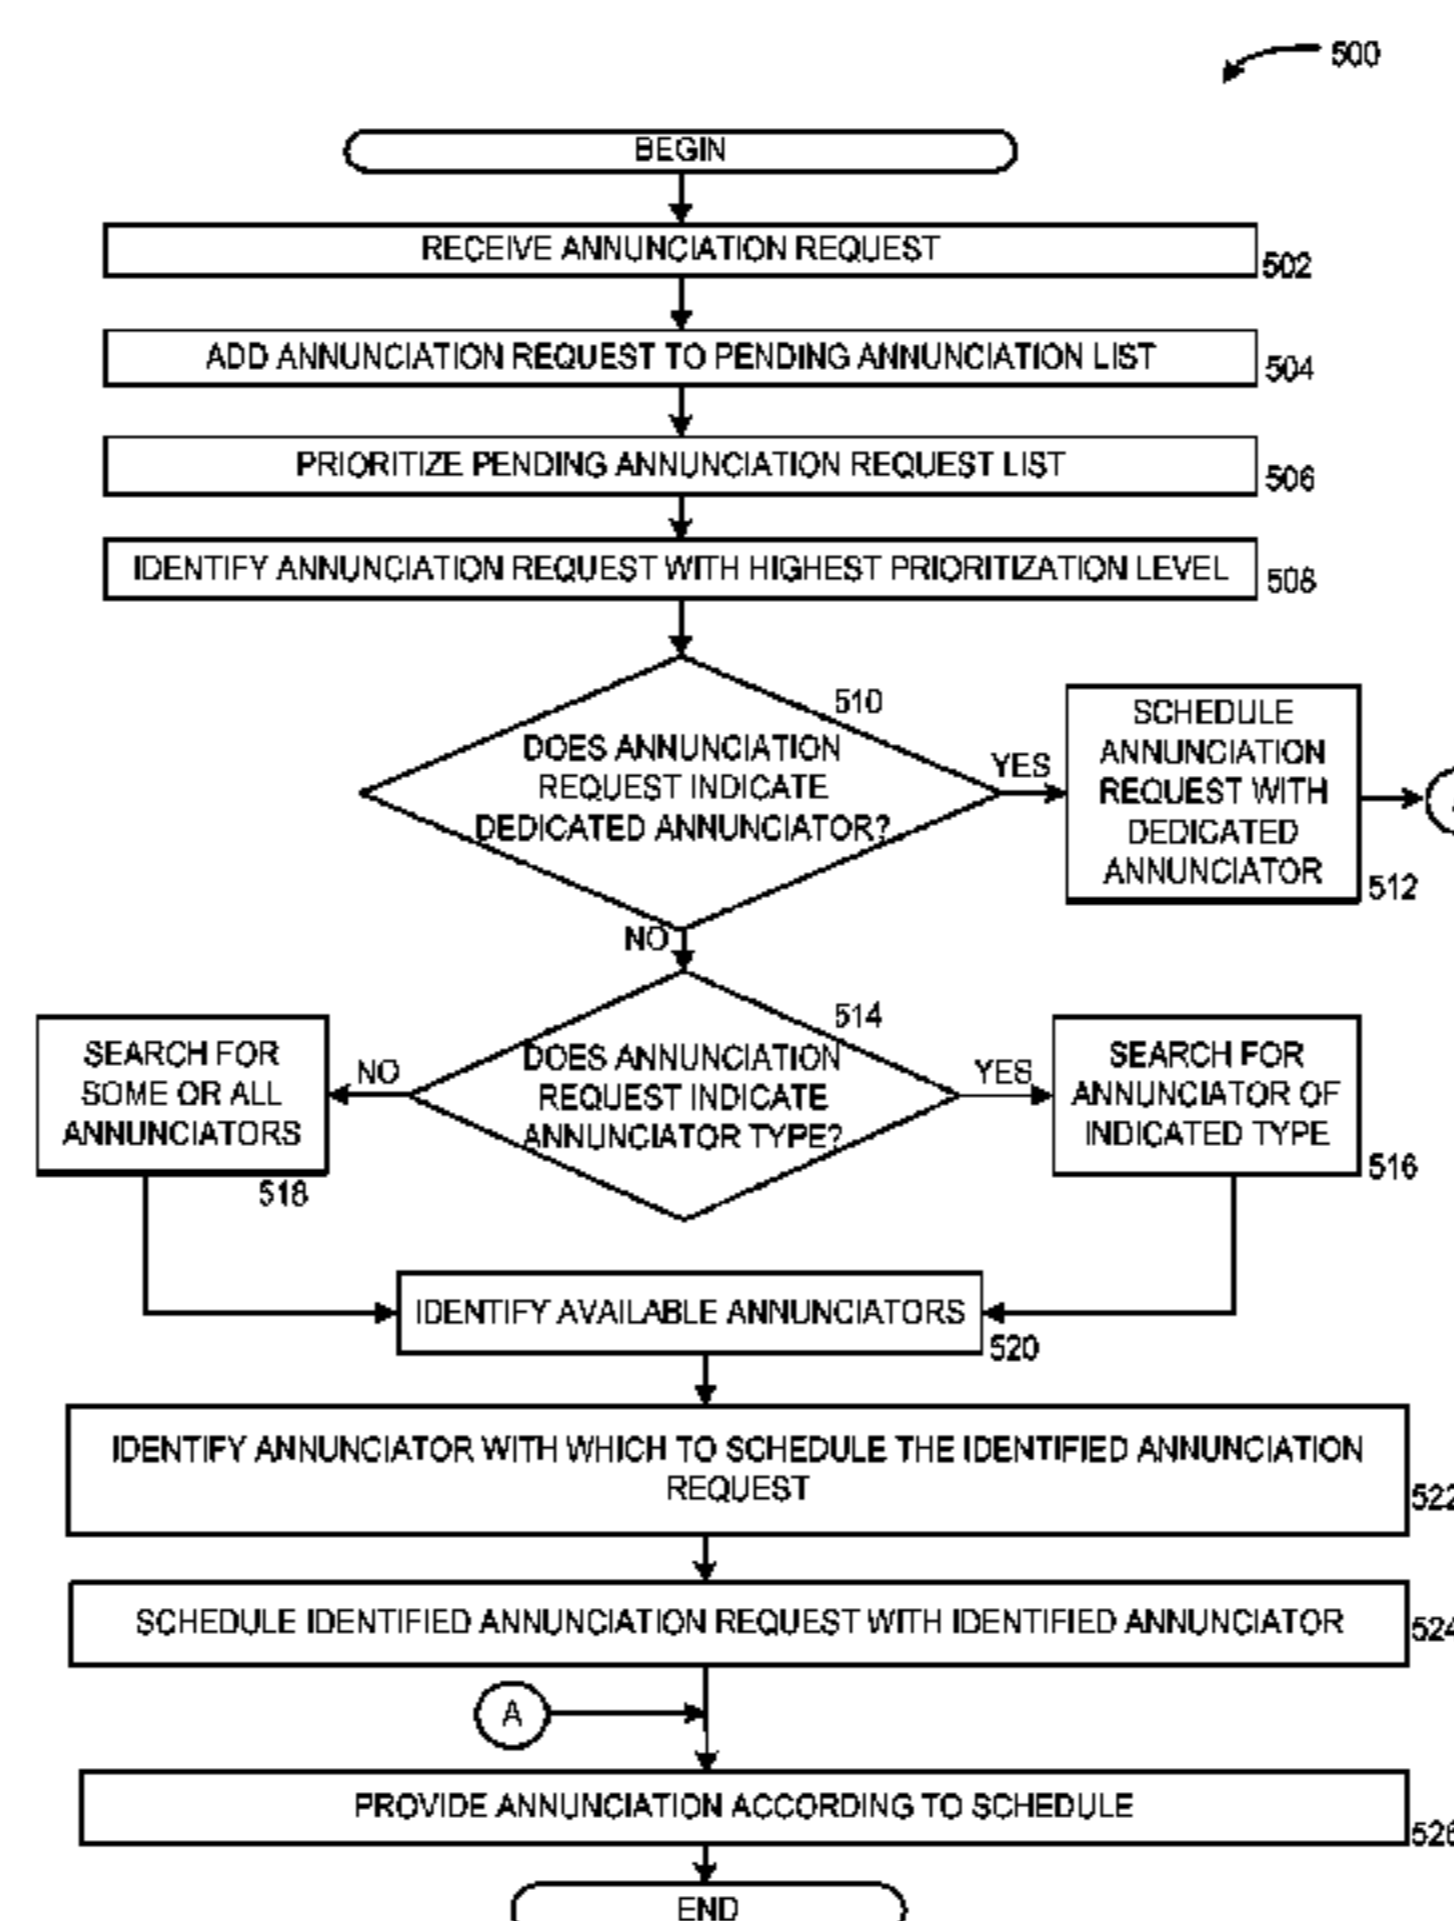 500
BEGIN
RECEIVE ANNUNCIATION REQUEST
502
ADD ANNUNCIATION REQUEST TO PENDING ANNUNCIATION LIST
504
PRIORITIZE PENDING ANNUNCIATION REQUEST LIST
506
IDENTIFY ANNUNCIATION REQUEST WITH HIGHEST PRIORITIZATION LEVEL
508
510
DOES ANNUNCIATION
REQUEST INDICATE
DEDICATED ANNUNCIATOR?
YES
SCHEDULE
ANNUNCIATION
REQUEST WITH
DEDICATED
ANNUNCIATOR
512
NO
514
DOES ANNUNCIATION
REQUEST INDICATE
ANNUNCIATOR TYPE?
NO
SEARCH FOR
SOME OR ALL
ANNUNCIATORS
518
YES
SEARCH FOR
ANNUNCIATOR OF
INDICATED TYPE
516
IDENTIFY AVAILABLE ANNUNCIATORS
520
IDENTIFY ANNUNCIATOR WITH WHICH TO SCHEDULE THE IDENTIFIED ANNUNCIATION
REQUEST
522
SCHEDULE IDENTIFIED ANNUNCIATION REQUEST WITH IDENTIFIED ANNUNCIATOR
524
A
PROVIDE ANNUNCIATION ACCORDING TO SCHEDULE
526
END